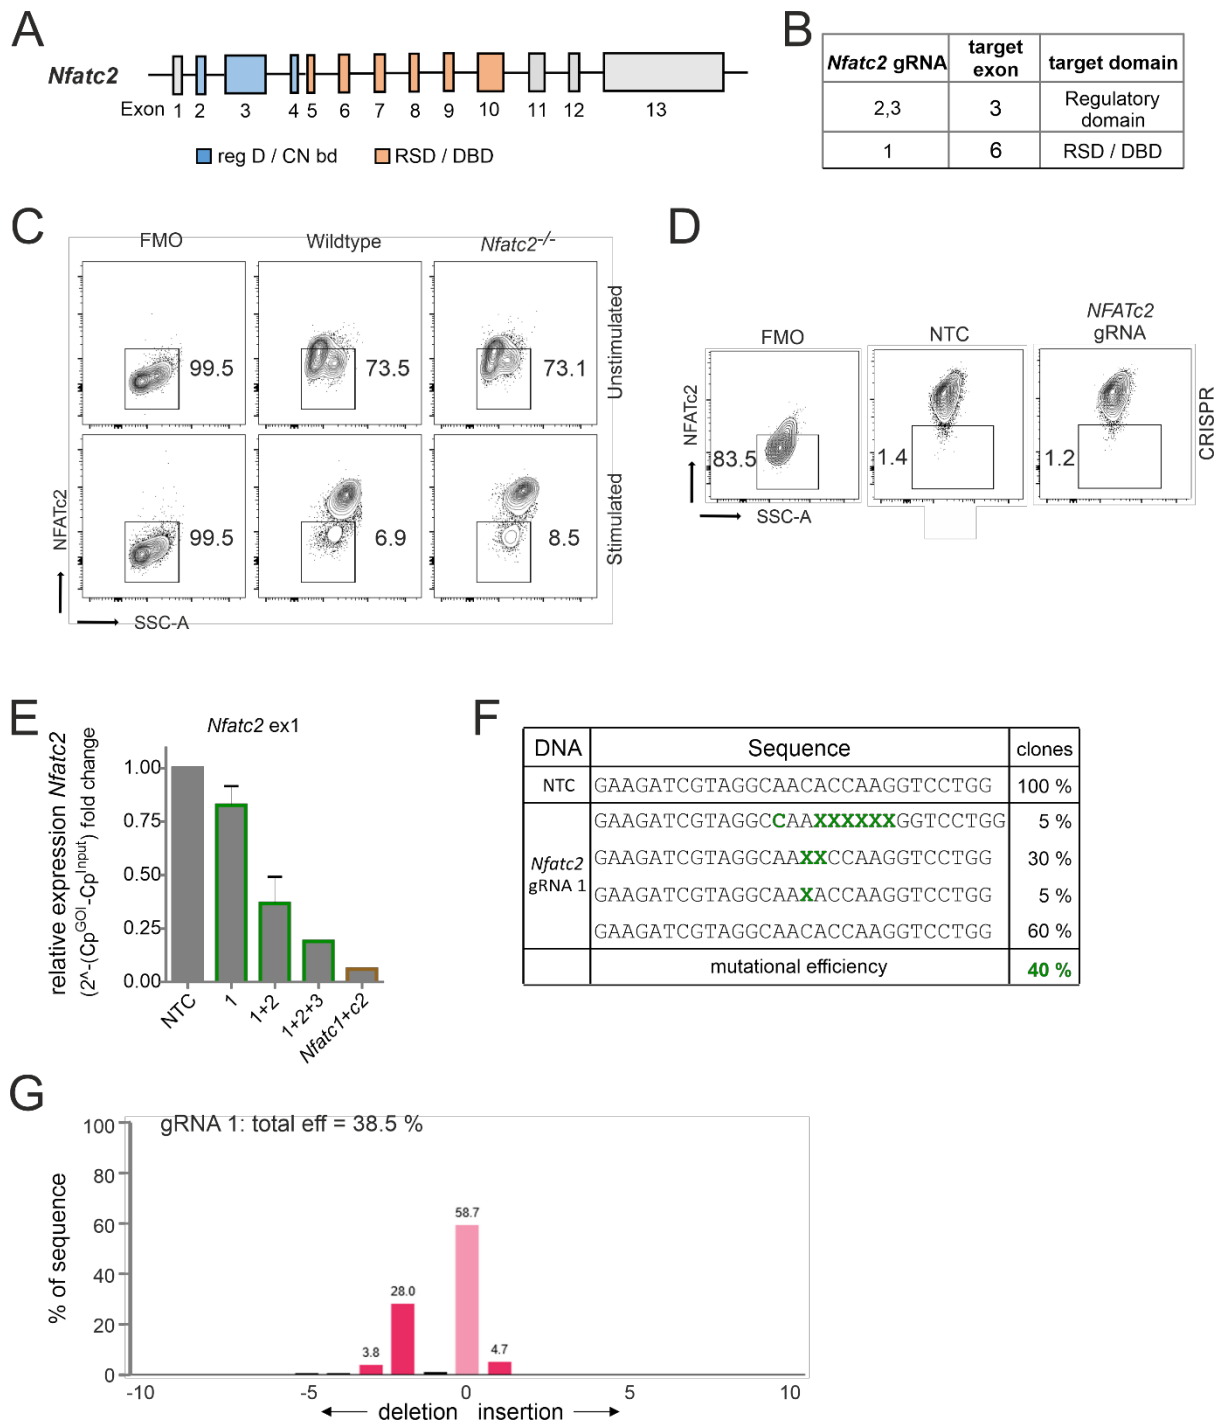 A
Nfatc2
Exon 1 2 3 4 5 6 7 8 9 10 11 12 13
reg D / CN bd RSD / DBD
B
Nfatc2 gRNA target exon target domain
2,3 3 Regulatory domain
1 6 RSD / DBD
C
FMO Wildtype Nfatc2-/-
99.5 73.5 73.1 Unstimulated
99.5 6.9 8.5 Stimulated
NFATc2
SSC-A
D
FMO NTC NFATc2 gRNA
83.5 1.4 1.2 CRISPR
NFATc2
SSC-A
E
Nfatc2 ex1
relative expression Nfatc2
(2^-(Cp^GOI-Cp^Input) fold change
1.00
0.75
0.50
0.25
0.00
NTC 1 1+2 1+2+3 Nfatc1+c2
F
DNA Sequence clones
NTC GAAGATCGTAGGCAACACCAAGGTCCTGG 100 %
Nfatc2 gRNA 1
GAAGATCGTAGGCCAAXXXXXXGGTCCTGG 5 %
GAAGATCGTAGGCAAXXCCAAGGTCCTGG 30 %
GAAGATCGTAGGCAAXACCAAGGTCCTGG 5 %
GAAGATCGTAGGCAACACCAAGGTCCTGG 60 %
mutational efficiency 40 %
G
gRNA 1: total eff = 38.5 %
% of sequence
100
80
60
40
20
0
3.8 28.0 58.7 4.7
-10 -5 0 5 10
deletion insertion